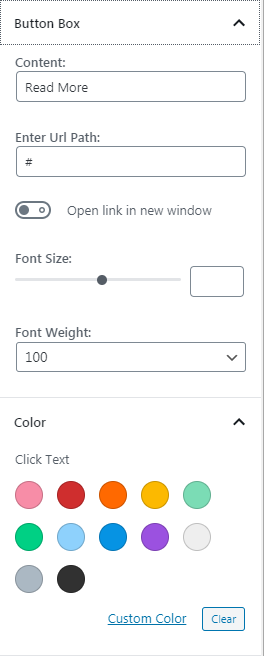 Button Box
Content:
Read More
Enter Url Path:
#
Open link in new window
Font Size:
Font Weight:
100
Color
Click Text
Custom Color
Clear